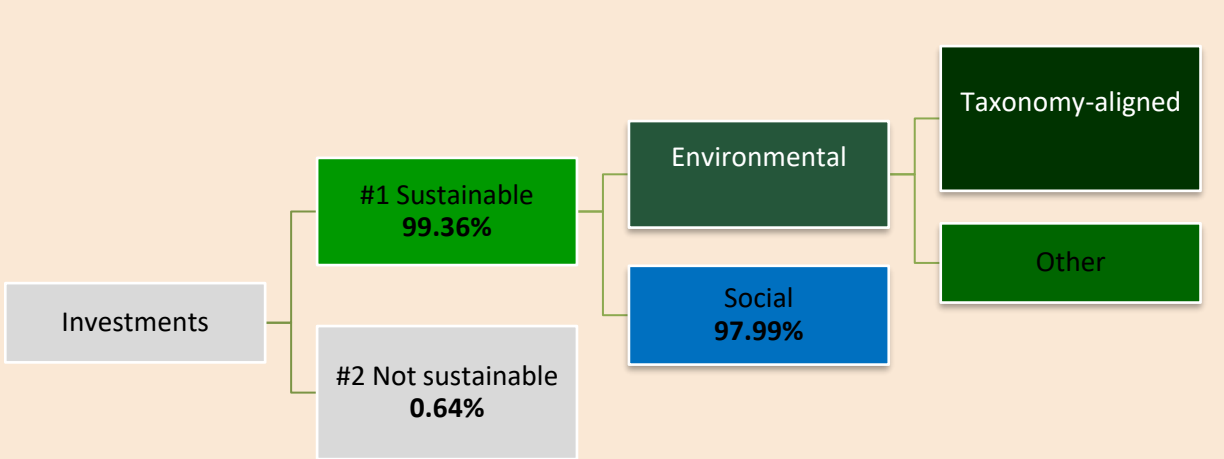 Investments
#1 Sustainable
99.36%
#2 Not sustainable
0.64%
Environmental
Social
97.99%
Taxonomy-aligned
Other